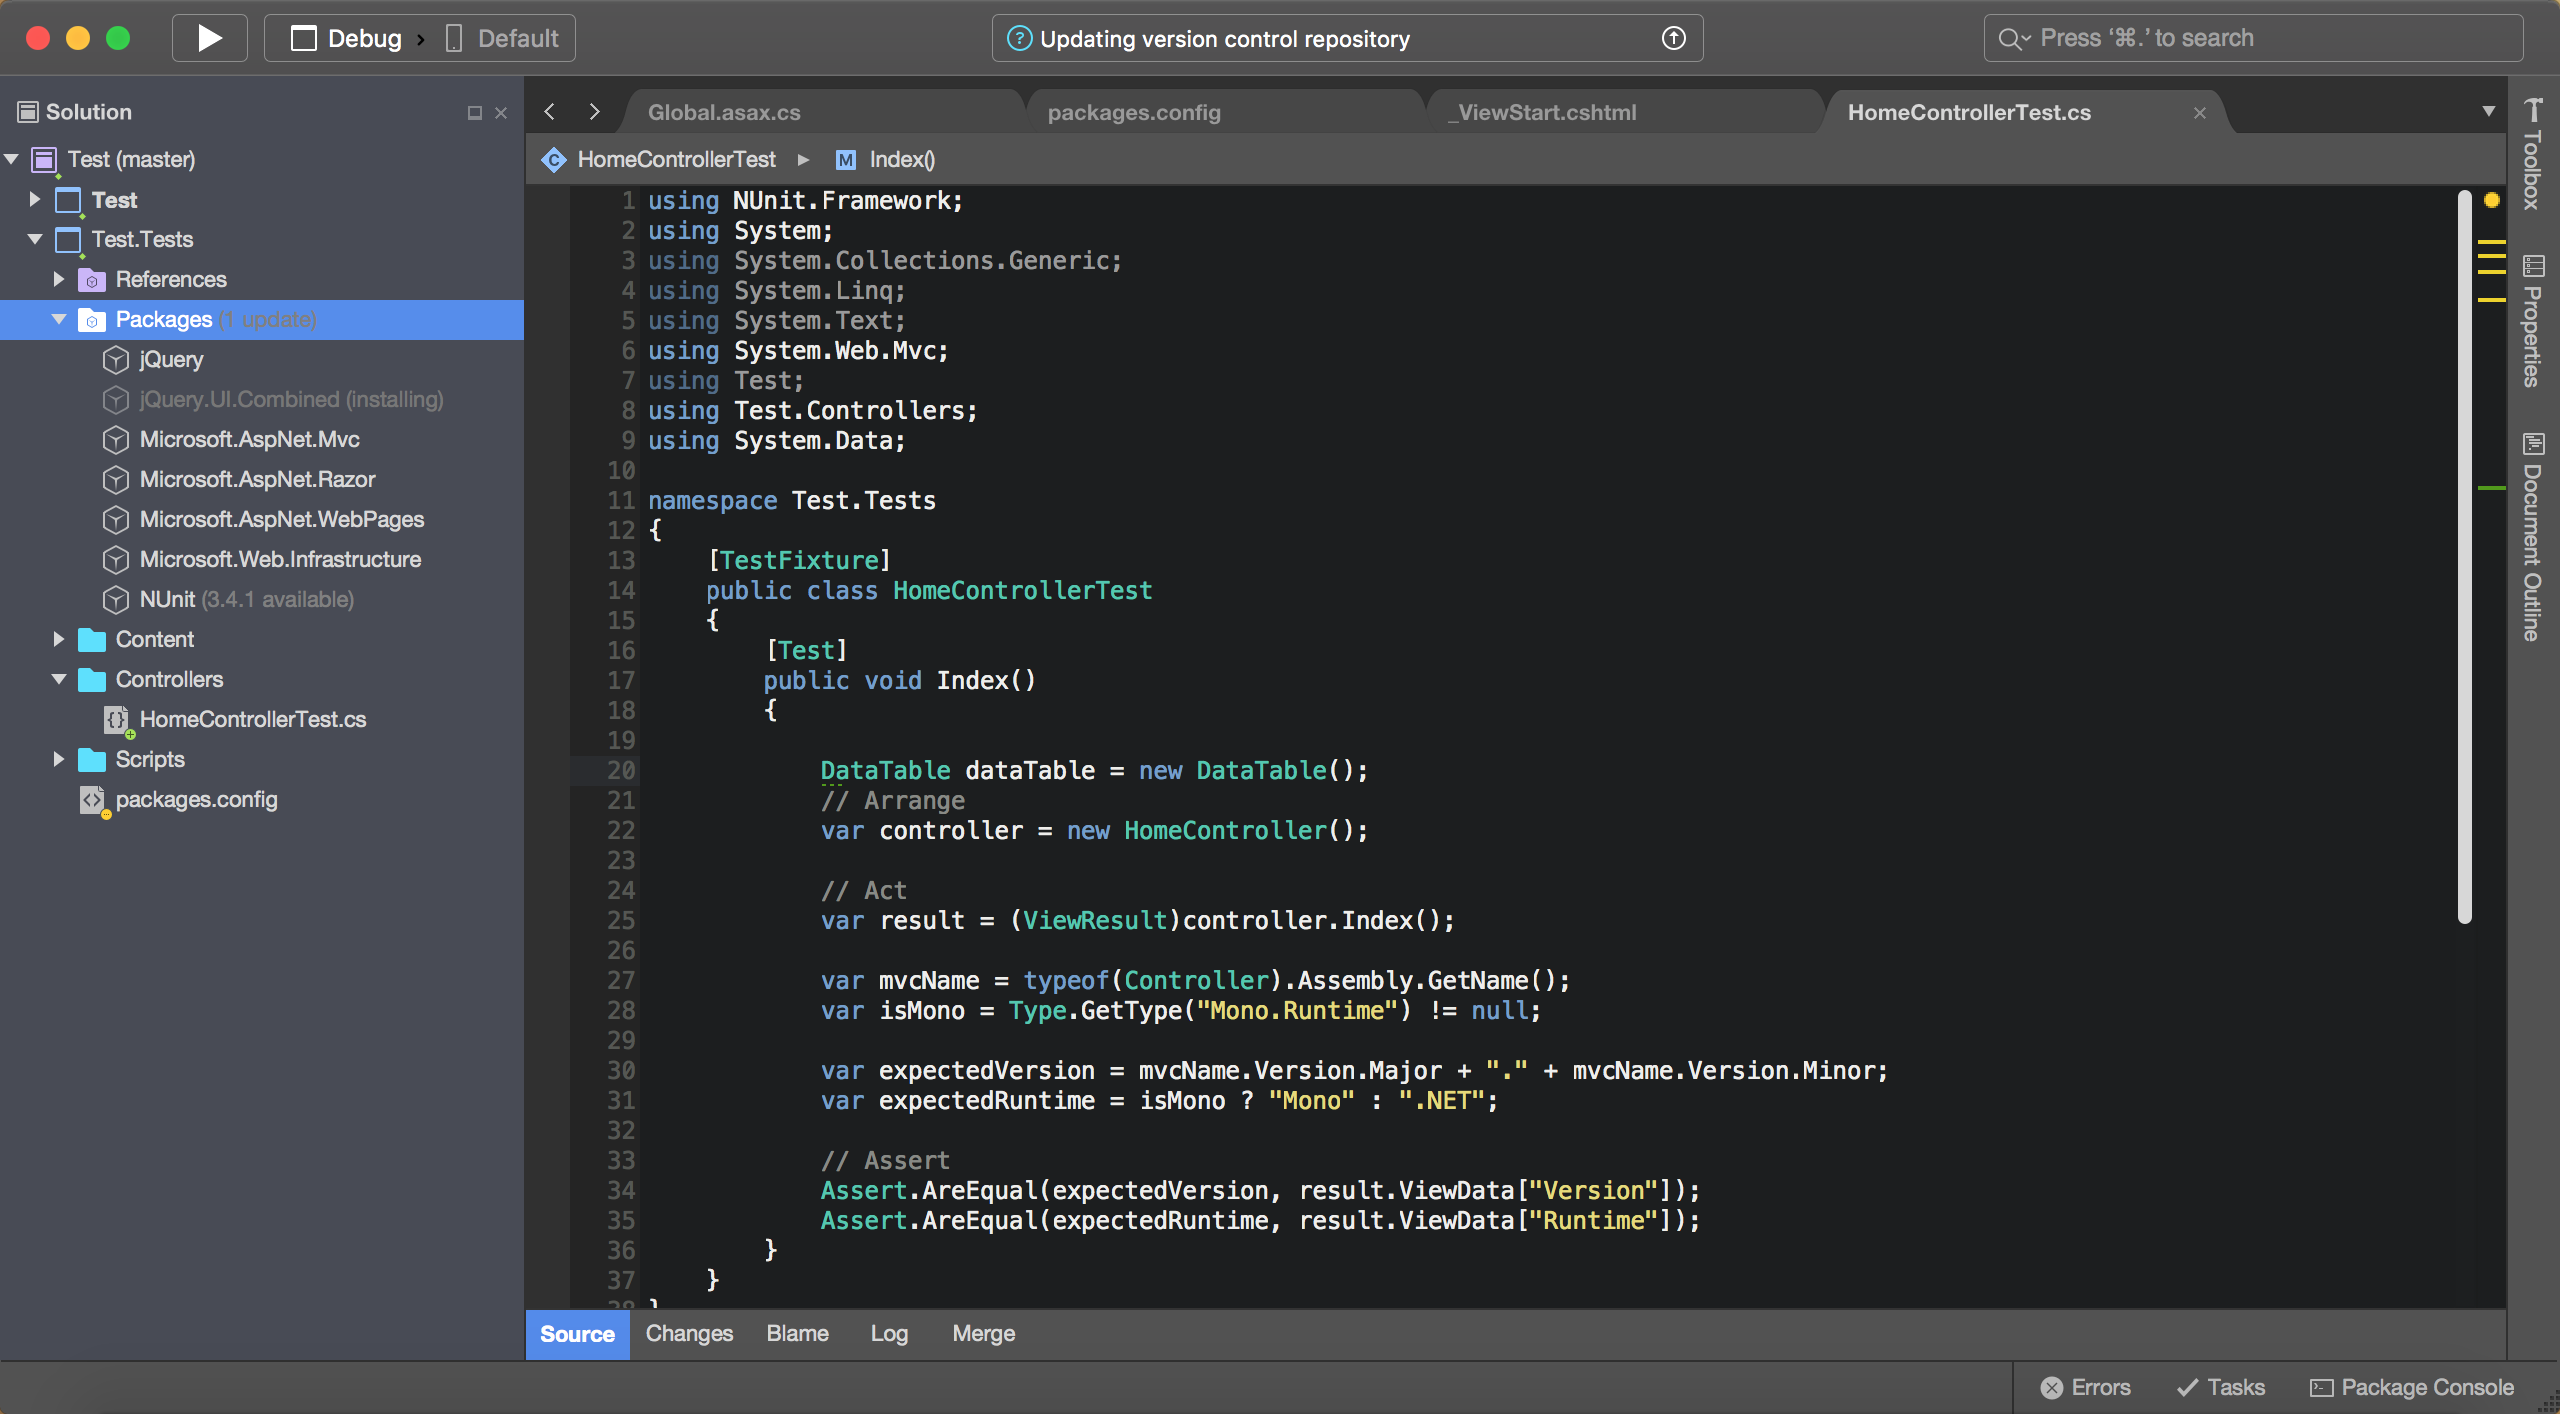 Debug › Default
Updating version control repository
Press ‘⌘.’ to search
Solution
Test (master)
Test
Test.Tests
References
Packages (1 update)
jQuery
jQuery.UI.Combined (installing)
Microsoft.AspNet.Mvc
Microsoft.AspNet.Razor
Microsoft.AspNet.WebPages
Microsoft.Web.Infrastructure
NUnit (3.4.1 available)
Content
Controllers
HomeControllerTest.cs
Scripts
packages.config
Global.asax.cs
packages.config
_ViewStart.cshtml
HomeControllerTest.cs
HomeControllerTest
M Index()
1 using NUnit.Framework;
2 using System;
3 using System.Collections.Generic;
4 using System.Linq;
5 using System.Text;
6 using System.Web.Mvc;
7 using Test;
8 using Test.Controllers;
9 using System.Data;
10
11 namespace Test.Tests
12 {
13 [TestFixture]
14 public class HomeControllerTest
15 {
16 [Test]
17 public void Index()
18 {
19
20 DataTable dataTable = new DataTable();
21 // Arrange
22 var controller = new HomeController();
23
24 // Act
25 var result = (ViewResult)controller.Index();
26
27 var mvcName = typeof(Controller).Assembly.GetName();
28 var isMono = Type.GetType("Mono.Runtime") != null;
29
30 var expectedVersion = mvcName.Version.Major + "." + mvcName.Version.Minor;
31 var expectedRuntime = isMono ? "Mono" : ".NET";
32
33 // Assert
34 Assert.AreEqual(expectedVersion, result.ViewData["Version"]);
35 Assert.AreEqual(expectedRuntime, result.ViewData["Runtime"]);
36 }
37 }
38 }
Source Changes Blame Log Merge
Toolbox
Properties
Document Outline
Errors Tasks Package Console